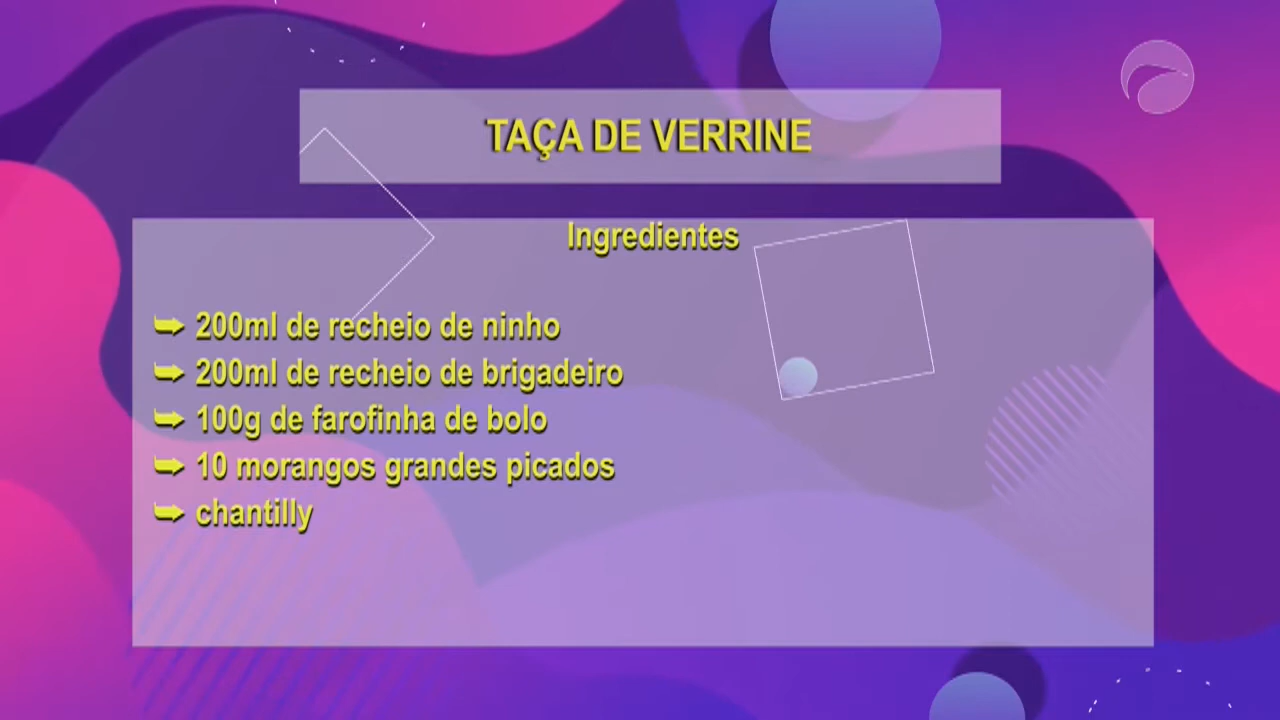 TAÇA DE VERRINE
Ingredientes
➥ 200ml de recheio de ninho
➥ 200ml de recheio de brigadeiro
➥ 100g de farofinha de bolo
➥ 10 morangos grandes picados
➥ chantilly